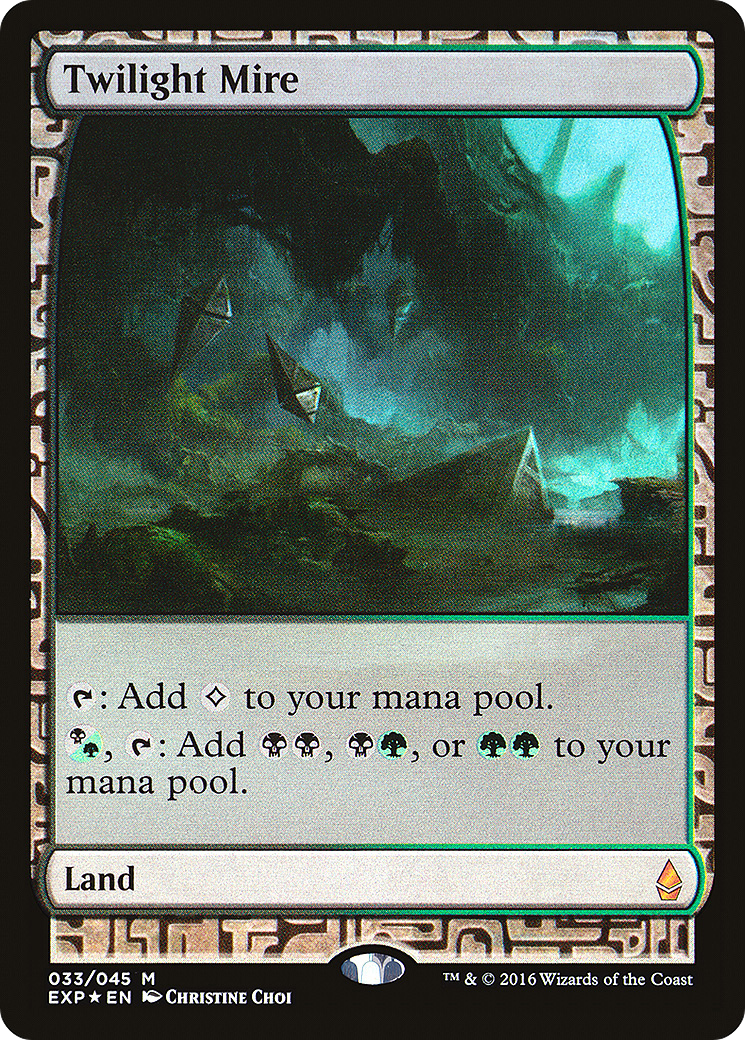 Twilight Mire
: Add to your mana pool.
, : Add , , or to your
mana pool.
Land
033/045 M
EXP★EN Christine Choi
™ & © 2016 Wizards of the Coast